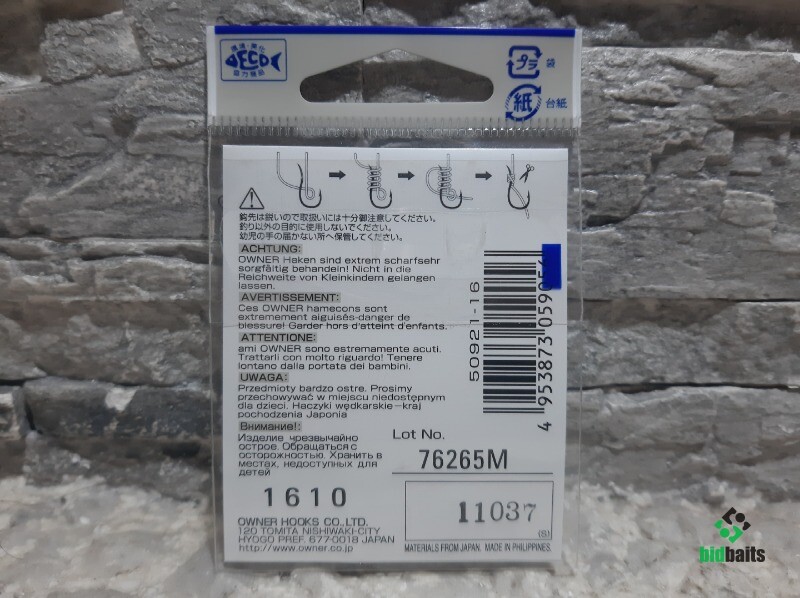 ECO
協力商品
プラ
袋
紙
台紙
鈎先は鋭いので取扱いには十分御注意してください。
釣り以外の目的に使用しないでください。
幼児の手の届かない所へ保管してください。
ACHTUNG:
OWNER Haken sind extrem scharfsehr
sorgfältig behandeln! Nicht in die
Reichweite von Kleinkindern gelangen
lassen.
AVERTISSEMENT:
Ces OWNER hamecons sont
extremement aiguisés-danger de
blessure! Garder hors d'atteint d'enfants.
ATTENTIONE:
ami OWNER sono estremamente acuti.
Trattarli con molto riguardo! Tenere
lontano dalla portata dei bambini.
UWAGA:
Przedmioty bardzo ostre. Prosimy
przechowywać w miejscu niedostępnym
dla dzieci. Haczyki wędkarskie-kraj
pochodzenia Japonia
Внимание!:
Изделие чрезвычайно
острое. Обращаться с
осторожностью. Хранить в
местах, недоступных для
детей
50921-16
4 953873 059
Lot No.
76265M
1610
11037
(S)
OWNER HOOKS CO.,LTD.
120 TOMITA NISHIWAKI-CITY
HYOGO PREF. 677-0018 JAPAN
http://www.owner.co.jp
MATERIALS FROM JAPAN, MADE IN PHILIPPINES.
bidbaits